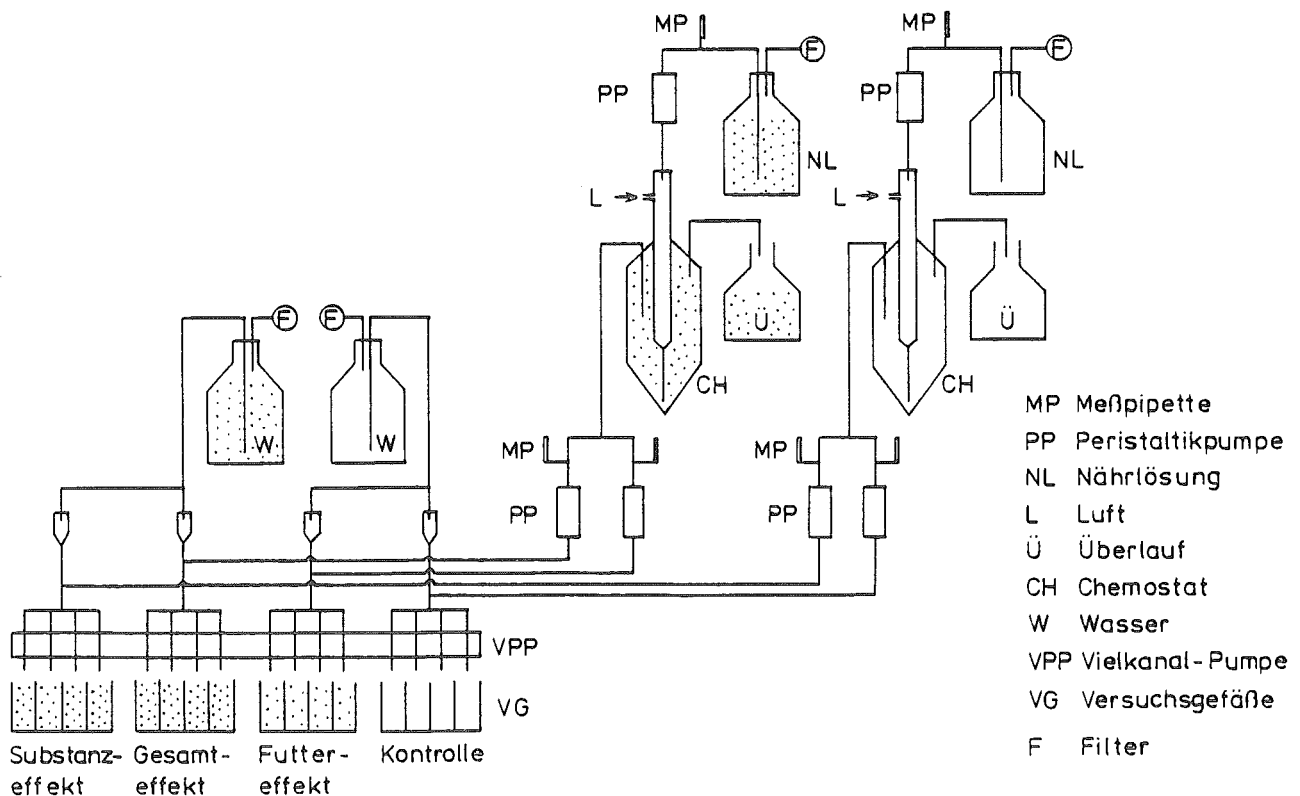 MP
F
MP
F
PP
PP
NL
NL
L
L
Ü
Ü
F
F
CH
CH
W
W
MP
MP
PP
PP
VPP
VG
Substanz-
effekt
Gesamt-
effekt
Futter-
effekt
Kontrolle
MP Meßpipette
PP Peristaltikpumpe
NL Nährlösung
L Luft
Ü Überlauf
CH Chemostat
W Wasser
VPP Vielkanal-Pumpe
VG Versuchsgefäße
F Filter